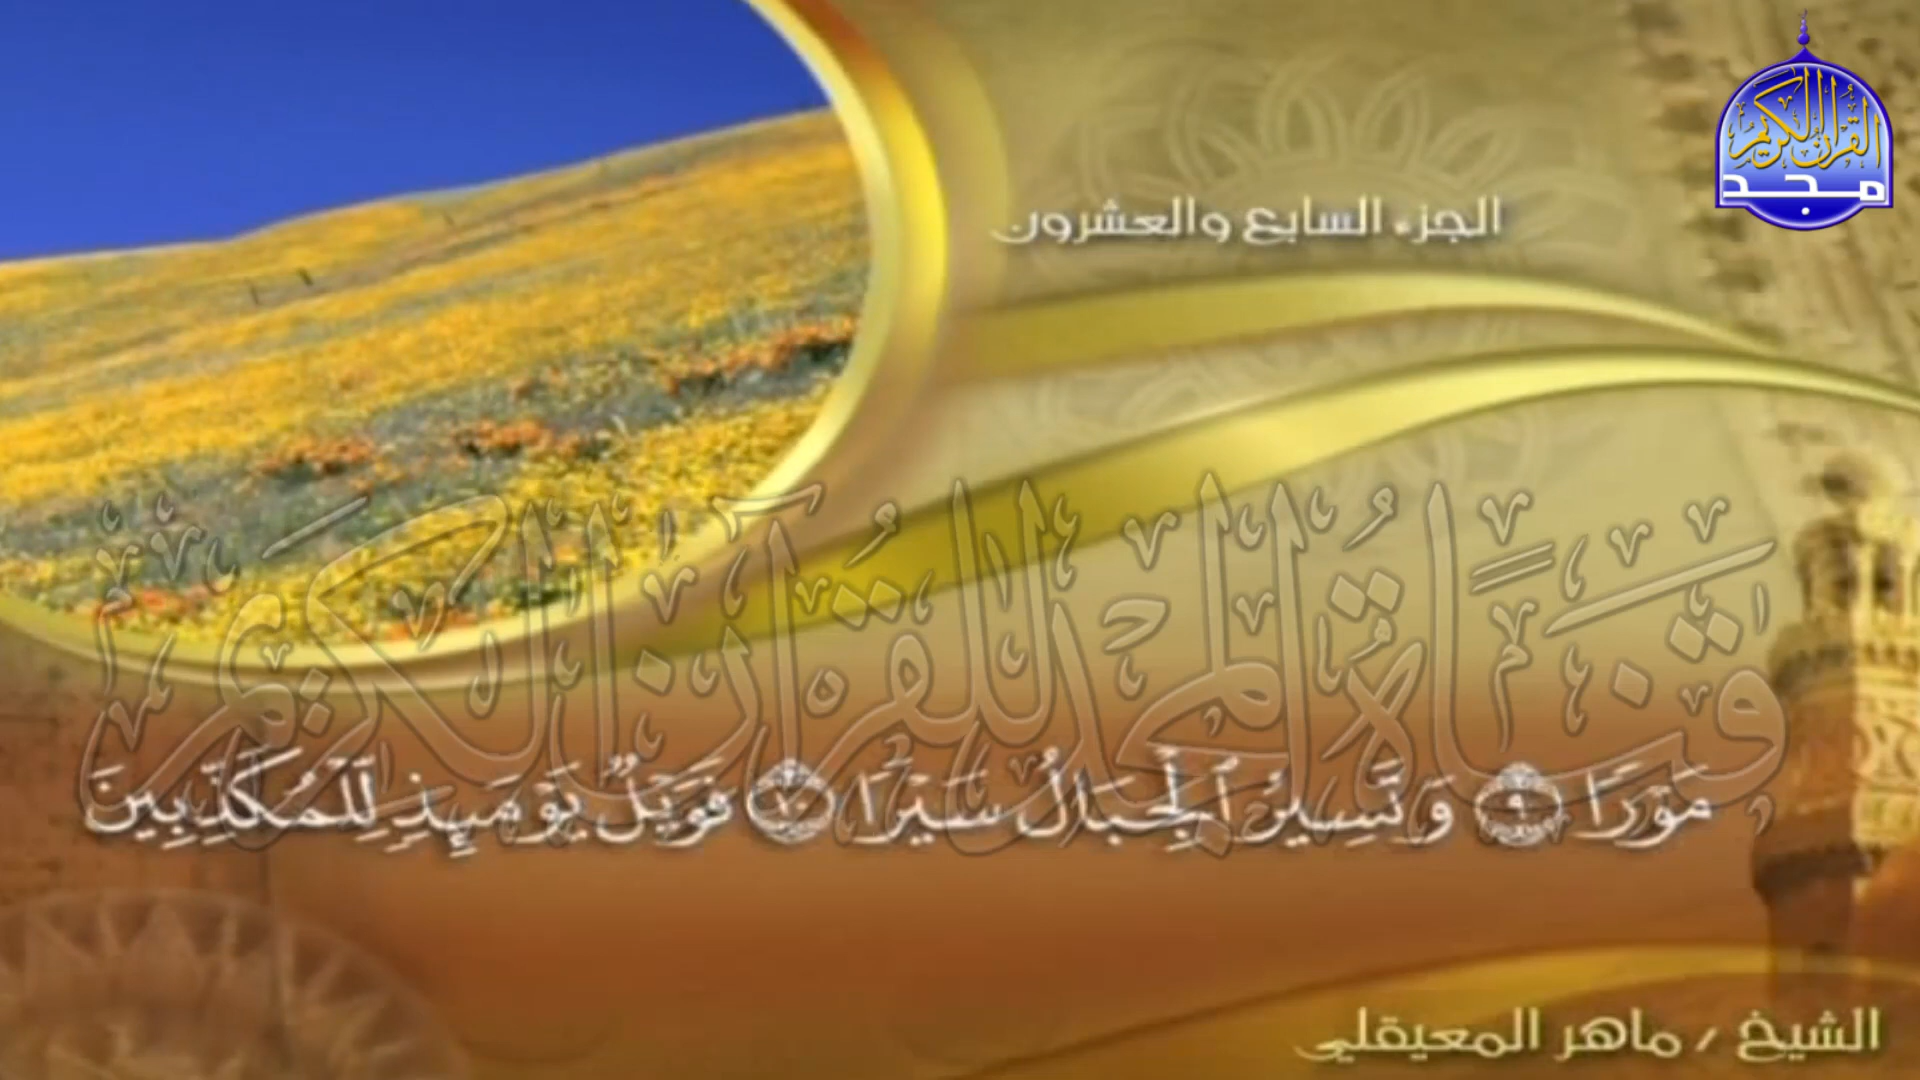 القرآن الكريم
مجد
الجزء السابع والعشرون
قناة المجد للقرآن الكريم
مَوْرًا ٩ وَتَسِيرُ ٱلْجِبَالُ سَيْرًا ١٠ فَوَيْلٌ يَوْمَئِذٍ لِّلْمُكَذِّبِينَ
الشيخ / ماهر المعيقلي